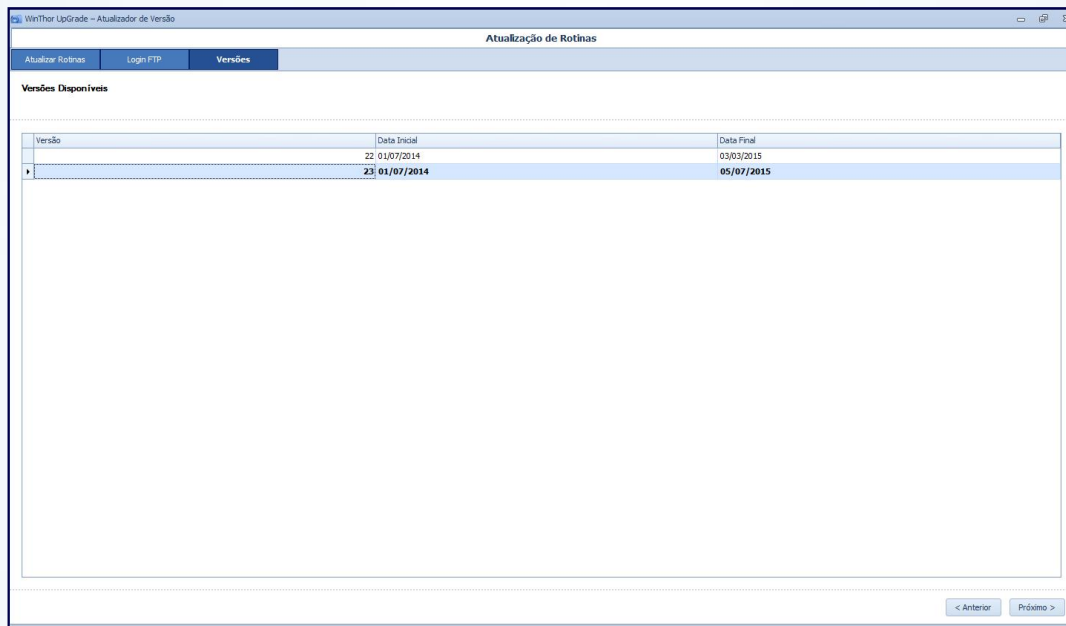 WinThor UpGrade – Atualizador de Versão
Atualização de Rotinas
Atualizar Rotinas Login FTP Versões
Versões Disponíveis
Versão Data Inicial Data Final
22 01/07/2014 03/03/2015
23 01/07/2014 05/07/2015
< Anterior Próximo >